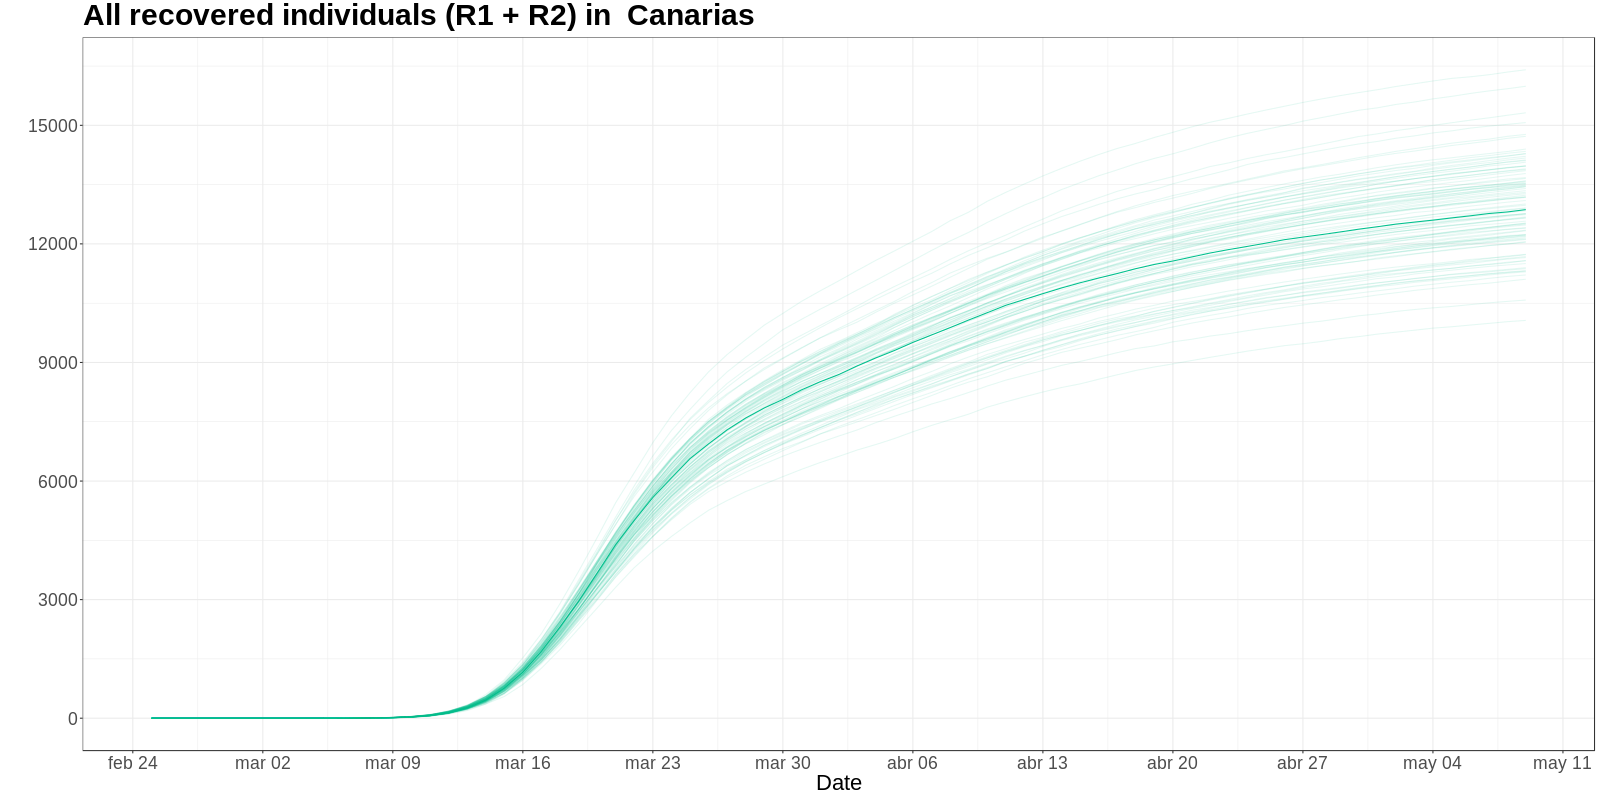 All recovered individuals (R1 + R2) in  Canarias
15000
12000
9000
6000
3000
0
feb 24 mar 02 mar 09 mar 16 mar 23 mar 30 abr 06 abr 13 abr 20 abr 27 may 04 may 11
Date